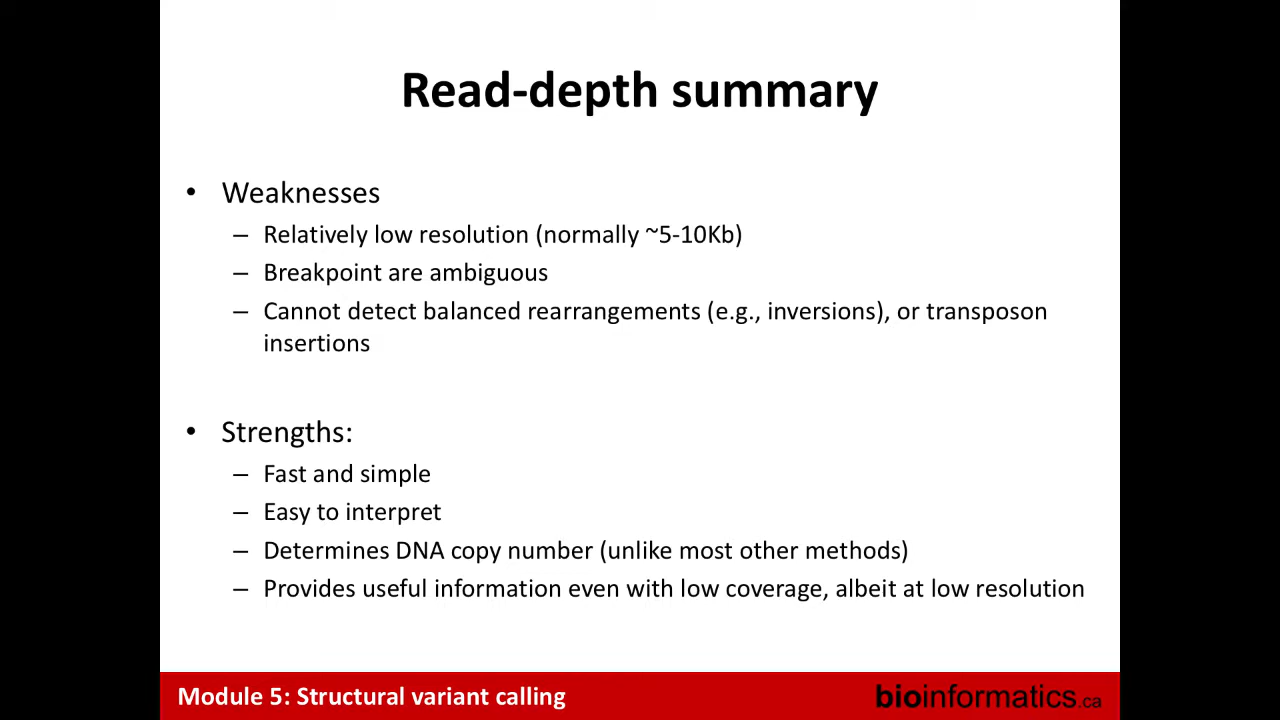 Read-depth summary
• Weaknesses
– Relatively low resolution (normally ~5-10Kb)
– Breakpoint are ambiguous
– Cannot detect balanced rearrangements (e.g., inversions), or transposon
insertions
• Strengths:
– Fast and simple
– Easy to interpret
– Determines DNA copy number (unlike most other methods)
– Provides useful information even with low coverage, albeit at low resolution
Module 5: Structural variant calling
bioinformatics.ca